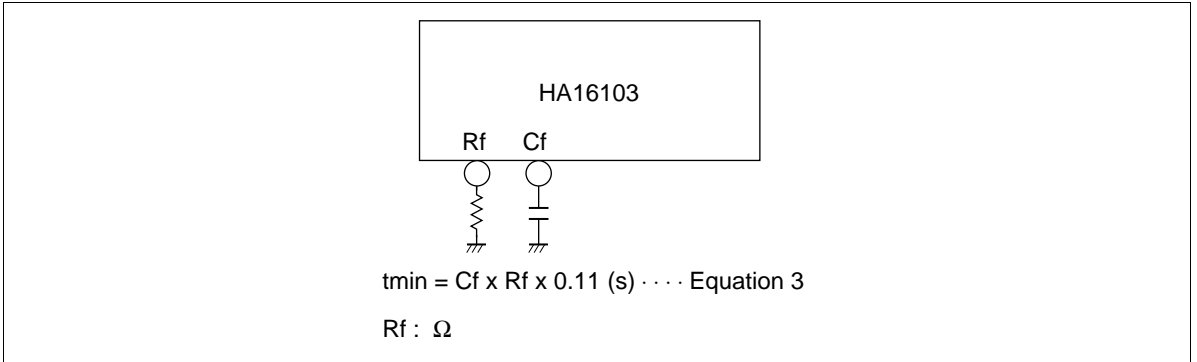 HA16103
Rf Cf
tmin = Cf x Rf x 0.11 (s) · · · · Equation 3
Rf : Ω